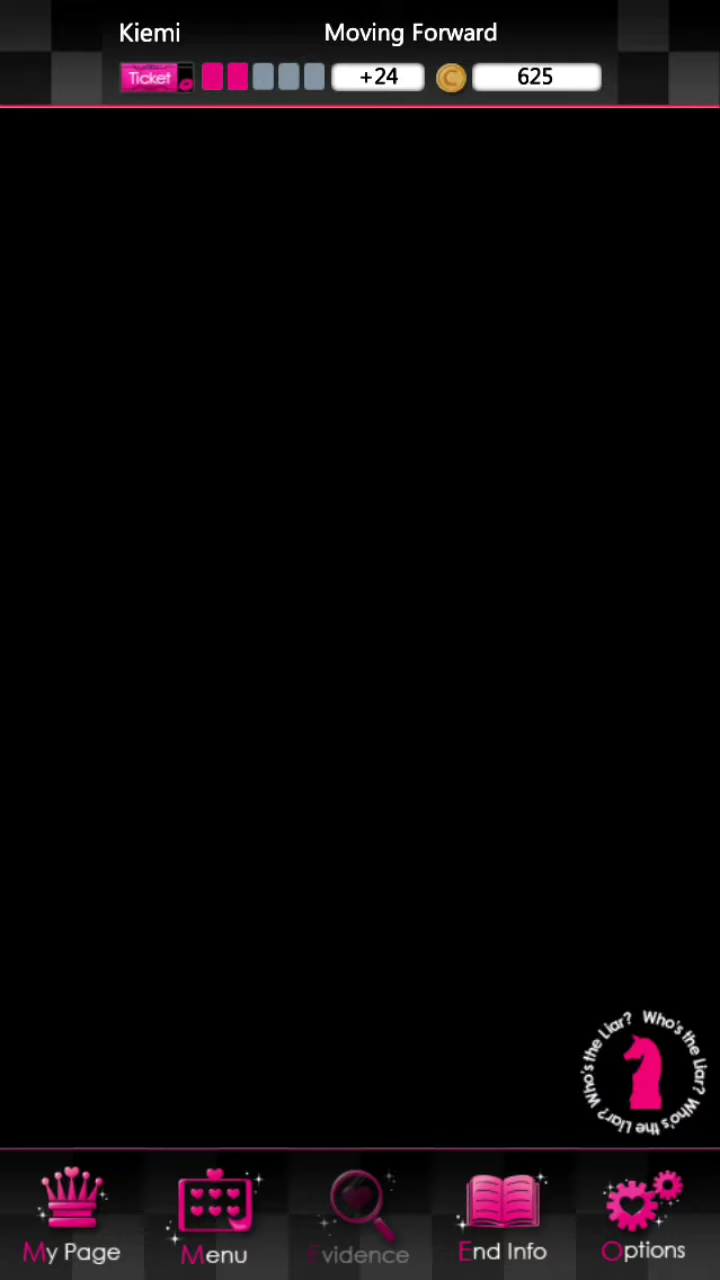 Kiemi Moving Forward
Ticket +24 C 625
Who's the Liar? Who's the Liar? Who's the Liar?
My Page Menu Evidence End Info Options